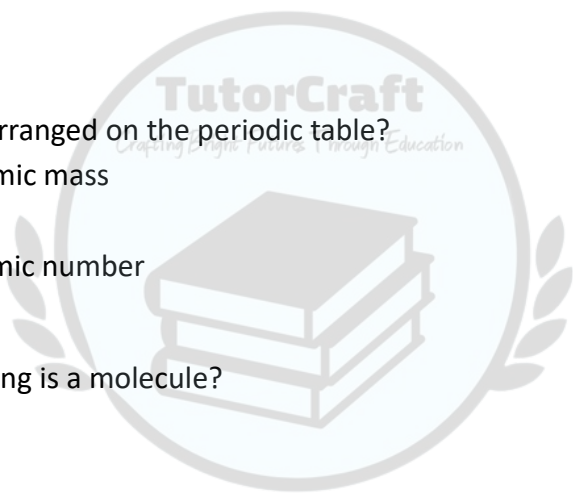 TutorCraft
rranged on the periodic table?
Crafting Bright Futures Through Education
mic mass
mic number
ng is a molecule?